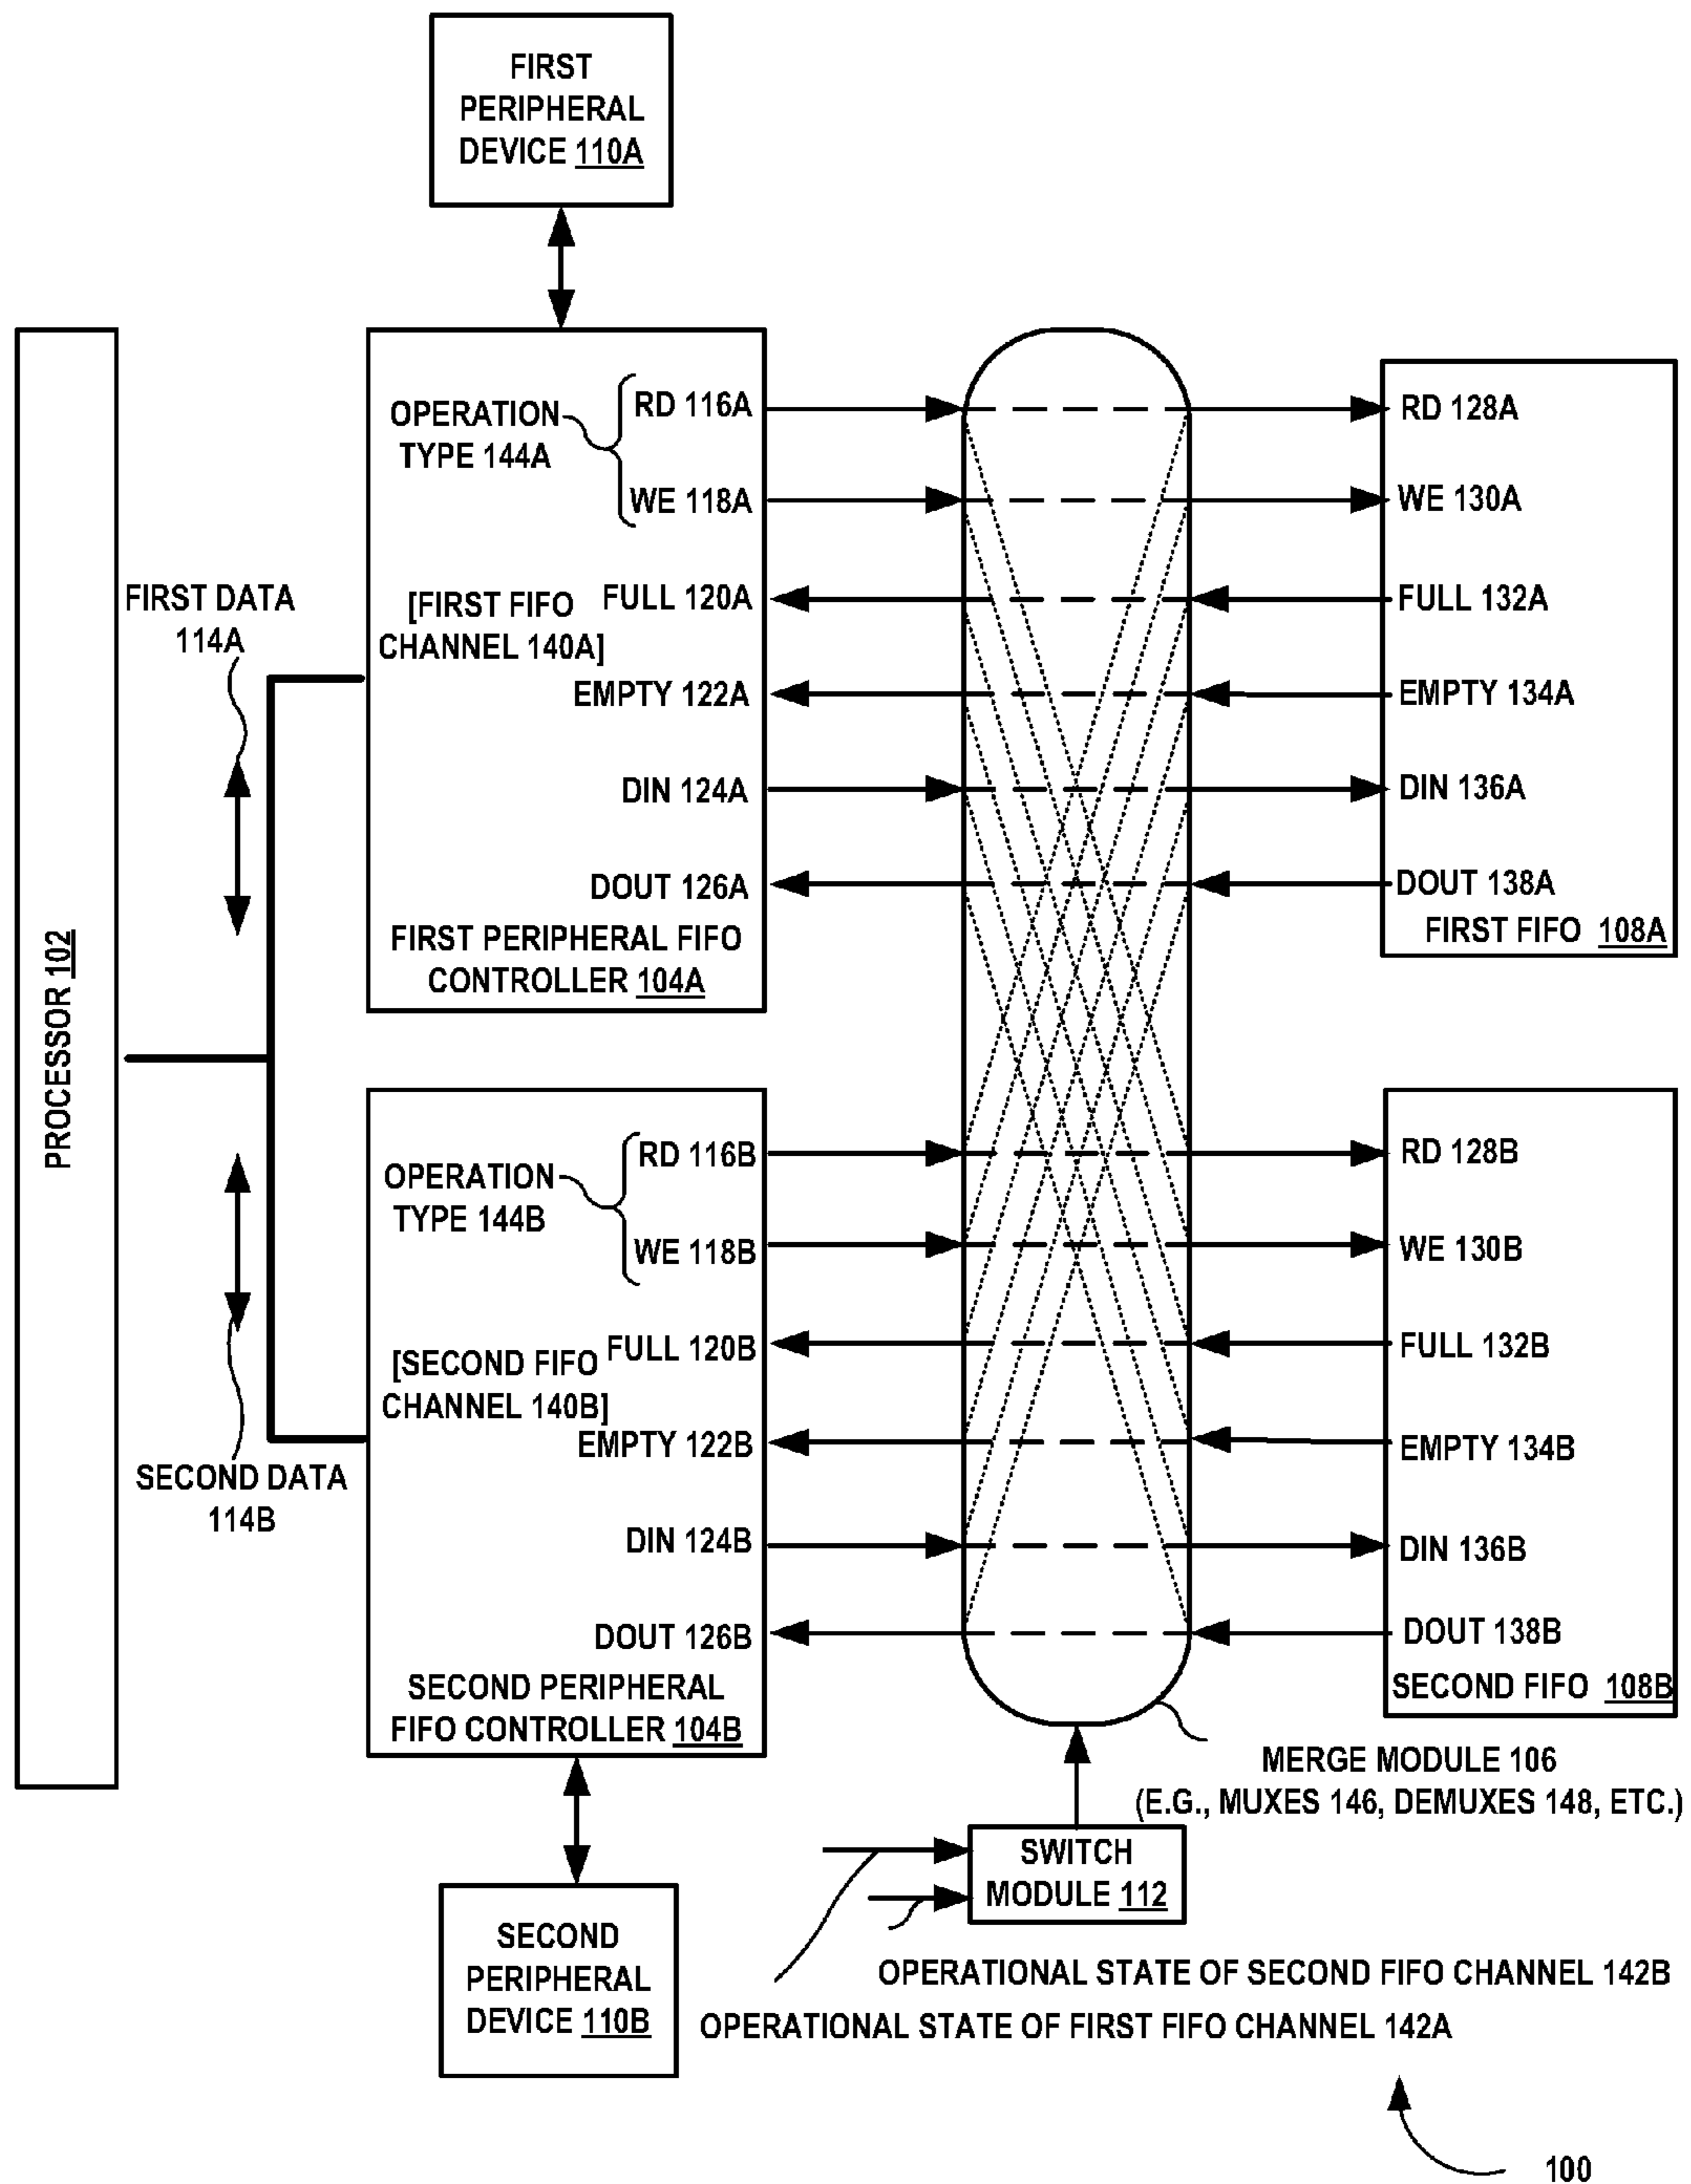 FIRST
PERIPHERAL
DEVICE 110A
PROCESSOR 102
FIRST DATA
114A
SECOND DATA
114B
OPERATION
TYPE 144A
RD 116A
WE 118A
[FIRST FIFO
CHANNEL 140A]
FULL 120A
EMPTY 122A
DIN 124A
DOUT 126A
FIRST PERIPHERAL FIFO
CONTROLLER 104A
RD 128A
WE 130A
FULL 132A
EMPTY 134A
DIN 136A
DOUT 138A
FIRST FIFO 108A
OPERATION
TYPE 144B
RD 116B
WE 118B
[SECOND FIFO
CHANNEL 140B]
FULL 120B
EMPTY 122B
DIN 124B
DOUT 126B
SECOND PERIPHERAL
FIFO CONTROLLER 104B
RD 128B
WE 130B
FULL 132B
EMPTY 134B
DIN 136B
DOUT 138B
SECOND FIFO 108B
MERGE MODULE 106
(E.G., MUXES 146, DEMUXES 148, ETC.)
SWITCH
MODULE 112
SECOND
PERIPHERAL
DEVICE 110B
OPERATIONAL STATE OF SECOND FIFO CHANNEL 142B
OPERATIONAL STATE OF FIRST FIFO CHANNEL 142A
100